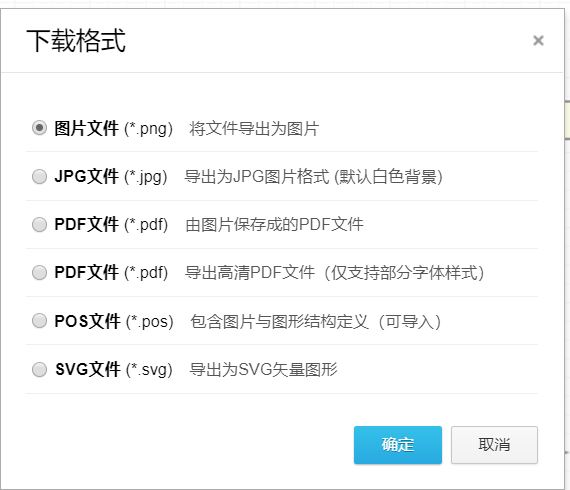 下载格式
图片文件 (*.png) 将文件导出为图片
JPG文件 (*.jpg) 导出为JPG图片格式 (默认白色背景)
PDF文件 (*.pdf) 由图片保存成的PDF文件
PDF文件 (*.pdf) 导出高清PDF文件（仅支持部分字体样式）
POS文件 (*.pos) 包含图片与图形结构定义（可导入）
SVG文件 (*.svg) 导出为SVG矢量图形
确定 取消